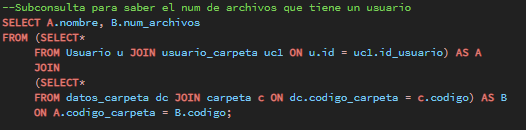 --Subconsulta para saber el num de archivos que tiene un usuario
SELECT A.nombre, B.num_archivos
FROM (SELECT*
FROM Usuario u JOIN usuario_carpeta uc1 ON u.id = uc1.id_usuario) AS A
JOIN
(SELECT*
FROM datos_carpeta dc JOIN carpeta c ON dc.codigo_carpeta = c.codigo) AS B
ON A.codigo_carpeta = B.codigo;